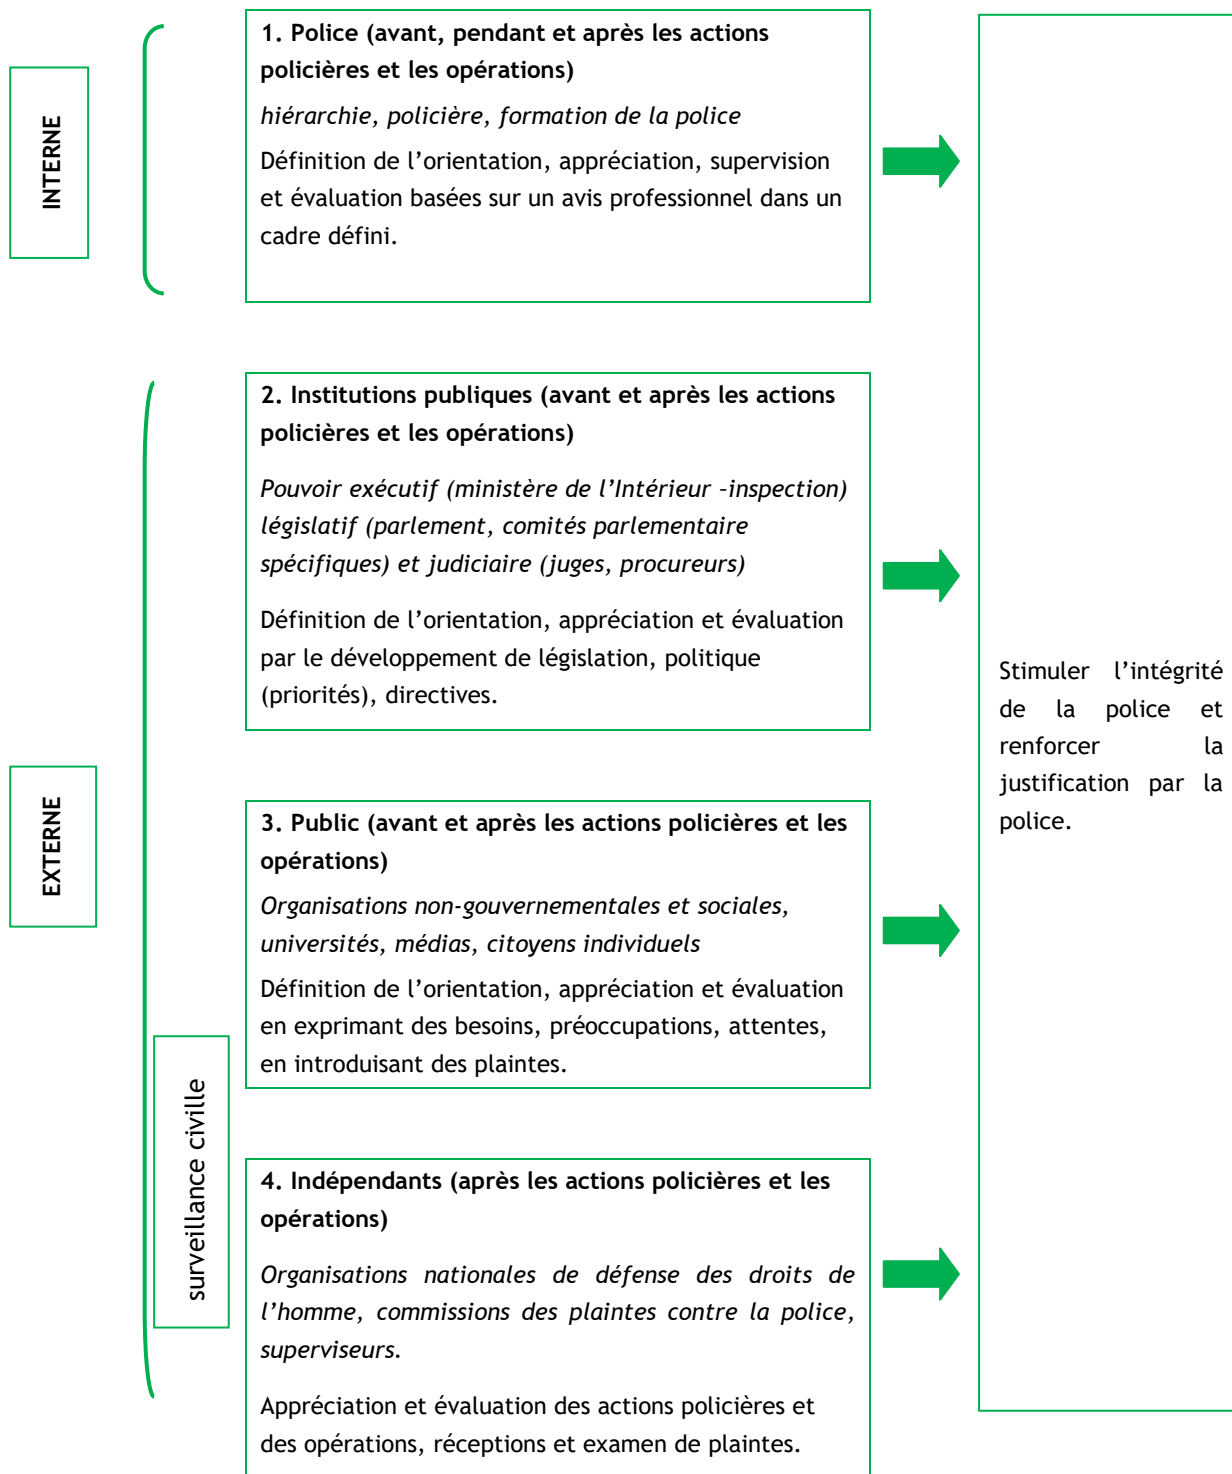 INTERNE
1. Police (avant, pendant et après les actions
policières et les opérations)
hiérarchie, policière, formation de la police
Définition de l’orientation, appréciation, supervision
et évaluation basées sur un avis professionnel dans un
cadre défini.
EXTERNE
2. Institutions publiques (avant et après les actions
policières et les opérations)
Pouvoir exécutif (ministère de l’Intérieur –inspection)
législatif (parlement, comités parlementaire
spécifiques) et judiciaire (juges, procureurs)
Définition de l’orientation, appréciation et évaluation
par le développement de législation, politique
(priorités), directives.
3. Public (avant et après les actions policières et les
opérations)
Organisations non-gouvernementales et sociales,
universités, médias, citoyens individuels
Définition de l’orientation, appréciation et évaluation
en exprimant des besoins, préoccupations, attentes,
en introduisant des plaintes.
surveillance civille
4. Indépendants (après les actions policières et les
opérations)
Organisations nationales de défense des droits de
l’homme, commissions des plaintes contre la police,
superviseurs.
Appréciation et évaluation des actions policières et
des opérations, réceptions et examen de plaintes.
Stimuler l’intégrité
de la police et
renforcer la
justification par la
police.